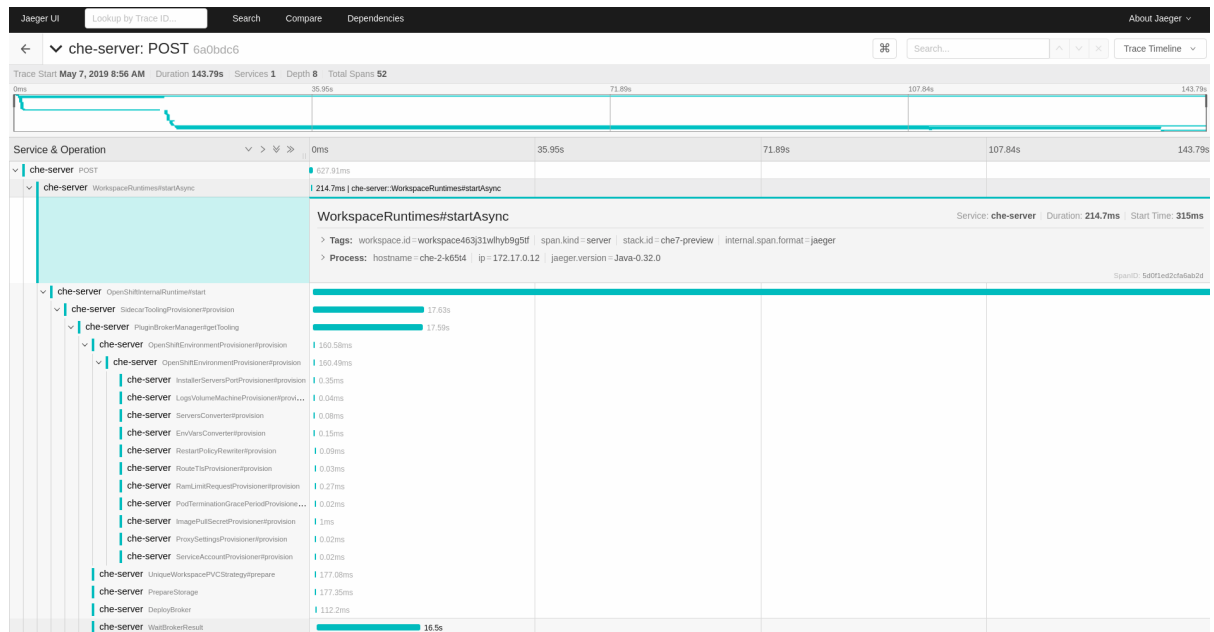 Jaeger UI Lookup by Trace ID... Search Compare Dependencies About Jaeger
che-server: POST 6a0bdc6 ⌘ Search... Trace Timeline
Trace Start May 7, 2019 8:56 AM Duration 143.79s Services 1 Depth 8 Total Spans 52
0ms 35.95s 71.89s 107.84s 143.79s
Service & Operation 0ms 35.95s 71.89s 107.84s 143.79s
che-server POST 627.91ms
che-server WorkspaceRuntimes#startAsync 214.7ms | che-server::WorkspaceRuntimes#startAsync
WorkspaceRuntimes#startAsync Service: che-server Duration: 214.7ms Start Time: 315ms
Tags: workspace.id = workspace463j31wlhyb9g5tf span.kind = server stack.id = che7-preview internal.span.format = jaeger
Process: hostname = che-2-k65t4 ip = 172.17.0.12 jaeger.version = Java-0.32.0
SpanID: 5d0f1ed2cfa6ab2d
che-server OpenShiftInternalRuntime#start
che-server SidecarToolingProvisioner#provision 17.63s
che-server PluginBrokerManager#getTooling 17.59s
che-server OpenShiftEnvironmentProvisioner#provision 160.58ms
che-server OpenShiftEnvironmentProvisioner#provision 160.49ms
che-server InstallerServersPortProvisioner#provision 0.35ms
che-server LogsVolumeMachineProvisioner#provi... 0.04ms
che-server ServersConverter#provision 0.08ms
che-server EnvVarsConverter#provision 0.15ms
che-server RestartPolicyRewriter#provision 0.09ms
che-server RouteTlsProvisioner#provision 0.03ms
che-server RamLimitRequestProvisioner#provision 0.27ms
che-server PodTerminationGracePeriodProvisione... 0.02ms
che-server ImagePullSecretProvisioner#provision 1ms
che-server ProxySettingsProvisioner#provision 0.02ms
che-server ServiceAccountProvisioner#provision 0.02ms
che-server UniqueWorkspacePVCStrategy#prepare 177.08ms
che-server PrepareStorage 177.35ms
che-server DeployBroker 112.2ms
che-server WaitBrokerResult 16.5s